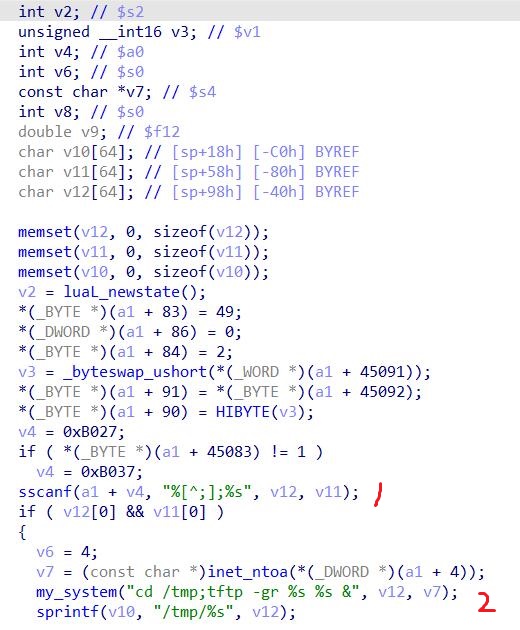 int v2; // $s2
unsigned __int16 v3; // $v1
int v4; // $a0
int v6; // $s0
const char *v7; // $s4
int v8; // $s0
double v9; // $f12
char v10[64]; // [sp+18h] [-C0h] BYREF
char v11[64]; // [sp+58h] [-80h] BYREF
char v12[64]; // [sp+98h] [-40h] BYREF
memset(v12, 0, sizeof(v12));
memset(v11, 0, sizeof(v11));
memset(v10, 0, sizeof(v10));
v2 = luaL_newstate();
*(_BYTE *)(a1 + 83) = 49;
*(_DWORD *)(a1 + 86) = 0;
*(_BYTE *)(a1 + 84) = 2;
v3 = _byteswap_ushort(*(_WORD *)(a1 + 45091));
*(_BYTE *)(a1 + 91) = *(_BYTE *)(a1 + 45092);
*(_BYTE *)(a1 + 90) = HIBYTE(v3);
v4 = 0xB027;
if ( *(_BYTE *)(a1 + 45083) != 1 )
v4 = 0xB037;
sscanf(a1 + v4, "%[^;];%s", v12, v11); 1
if ( v12[0] && v11[0] )
{
v6 = 4;
v7 = (const char *)inet_ntoa(*(_DWORD *)(a1 + 4));
my_system("cd /tmp;tftp -gr %s %s &", v12, v7); 2
sprintf(v10, "/tmp/%s", v12);